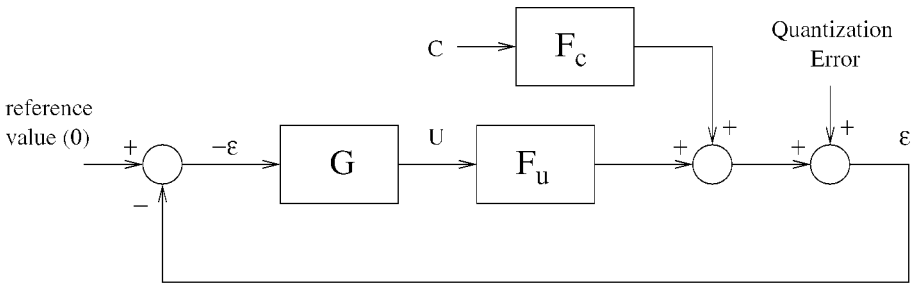 Quantization
Error
C
F_c
reference
value (0)
+
−ε
G
U
F_u
+
+
+
+
ε
−